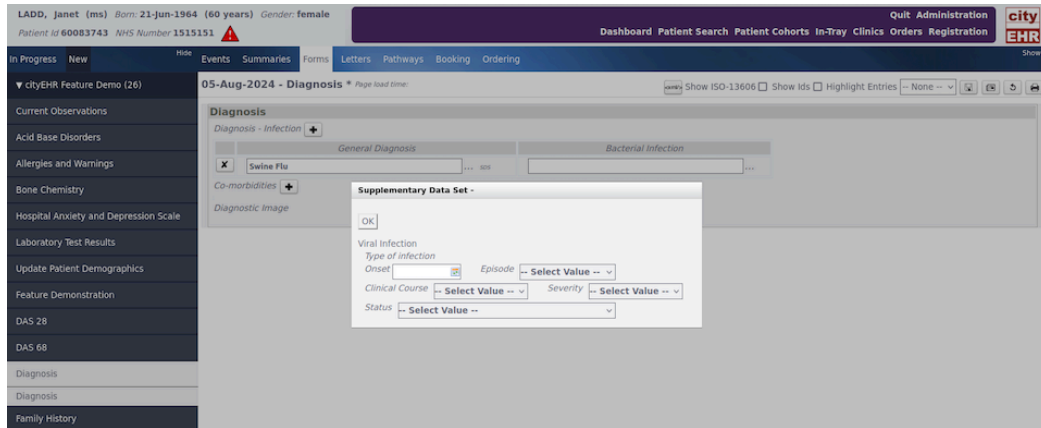 LADD, Janet (ms) Born: 21-Jun-1964 (60 years) Gender: female
Patient Id 60083743 NHS Number 1515151
Quit Administration
Dashboard Patient Search Patient Cohorts In-Tray Clinics Orders Registration
city
EHR
In Progress New Hide
Events Summaries Forms Letters Pathways Booking Ordering Show
▼ cityEHR Feature Demo (26)
Current Observations
Acid Base Disorders
Allergies and Warnings
Bone Chemistry
Hospital Anxiety and Depression Scale
Laboratory Test Results
Update Patient Demographics
Feature Demonstration
DAS 28
DAS 68
Diagnosis
Diagnosis
Family History
05-Aug-2024 - Diagnosis * Page load time:
Show ISO-13606 Show Ids Highlight Entries -- None --
Diagnosis
Diagnosis - Infection +
General Diagnosis Bacterial Infection
X Swine Flu ... ...
Co-morbidities +
Diagnostic Image
Supplementary Data Set -
OK
Viral Infection
Type of infection
Onset Episode -- Select Value --
Clinical Course -- Select Value -- Severity -- Select Value --
Status -- Select Value --